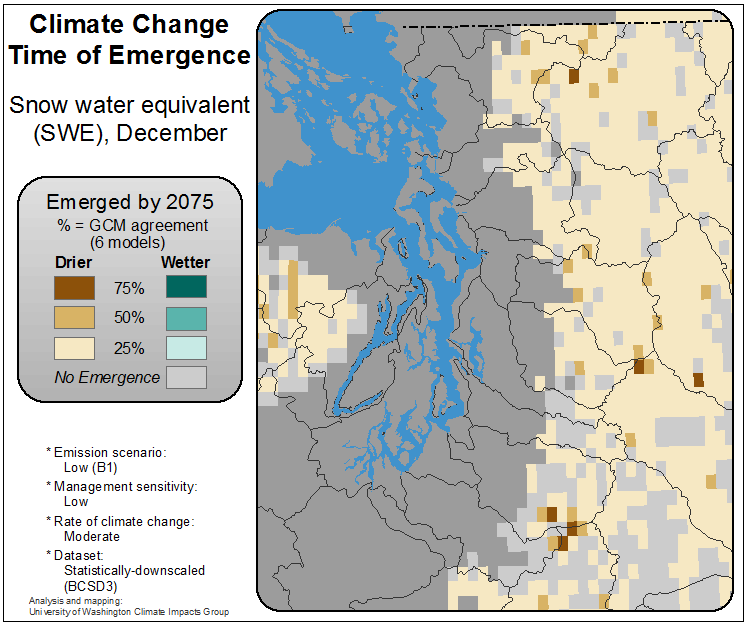 Climate Change
Time of Emergence
Snow water equivalent
(SWE), December
Emerged by 2075
% = GCM agreement
(6 models)
Drier Wetter
75%
50%
25%
No Emergence
* Emission scenario:
Low (B1)
* Management sensitivity:
Low
* Rate of climate change:
Moderate
* Dataset:
Statistically-downscaled
(BCSD3)
Analysis and mapping:
University of Washington Climate Impacts Group